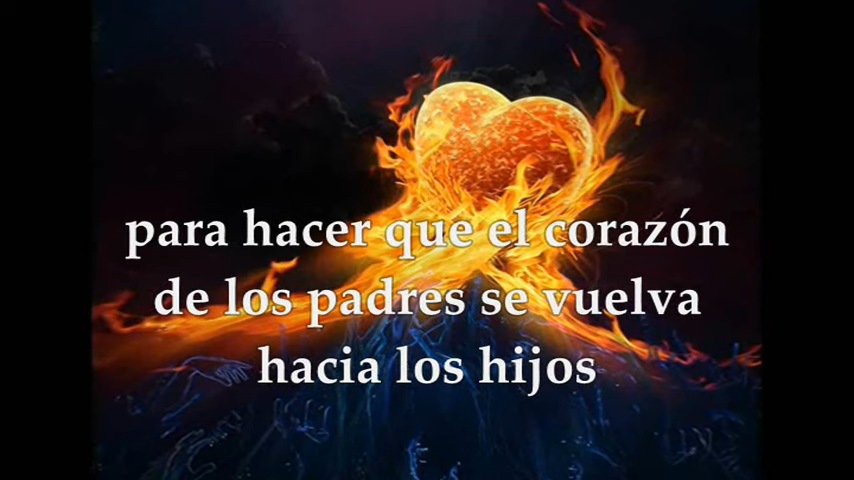 para hacer que el corazón
de los padres se vuelva
hacia los hijos